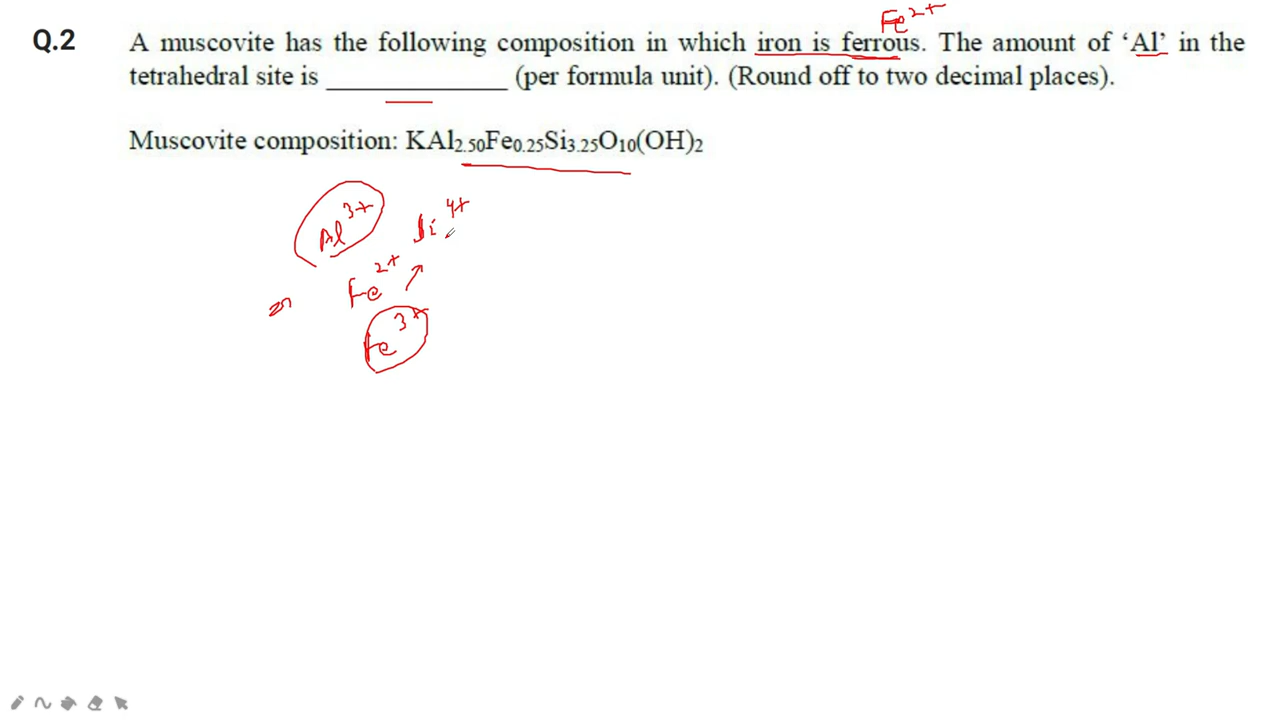 Fe2+
Q.2 A muscovite has the following composition in which iron is ferrous. The amount of ‘Al’ in the
tetrahedral site is ____________ (per formula unit). (Round off to two decimal places).
Muscovite composition: KAl2.50Fe0.25Si3.25O10(OH)2
Al3+ Si4+
Fe2+
Fe3+